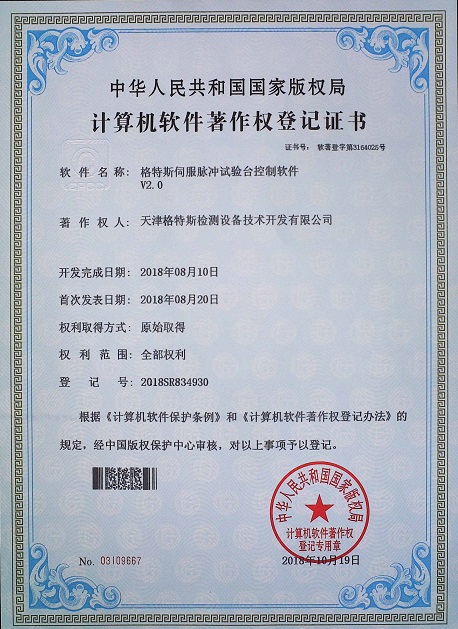 中华人民共和国国家版权局
计算机软件著作权登记证书
证书号： 软著登字第3164025号
软件名称： 格特斯伺服脉冲试验台控制软件
V2.0
著作权人： 天津格特斯检测设备技术开发有限公司
开发完成日期： 2018年08月10日
首次发表日期： 2018年08月20日
权利取得方式： 原始取得
权利范围： 全部权利
登记号： 2018SR834930
根据《计算机软件保护条例》和《计算机软件著作权登记办法》的
规定，经中国版权保护中心审核，对以上事项予以登记。
中华人民共和国国家版权局
计算机软件著作权
登记专用章
No. 03109667
2018年10月19日